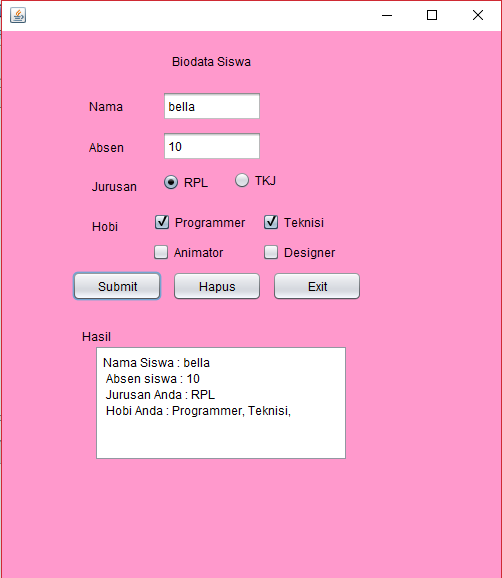 Biodata Siswa
Nama bella
Absen 10
Jurusan RPL TKJ
Hobi Programmer Teknisi
Animator Designer
Submit Hapus Exit
Hasil
Nama Siswa : bella
Absen siswa : 10
Jurusan Anda : RPL
Hobi Anda : Programmer, Teknisi,